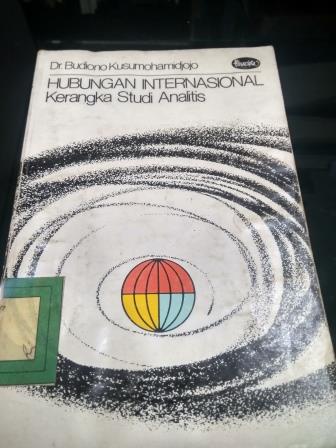 Dr. Budiono Kusumohamidjojo
HUBUNGAN INTERNASIONAL
Kerangka Studi Analitis